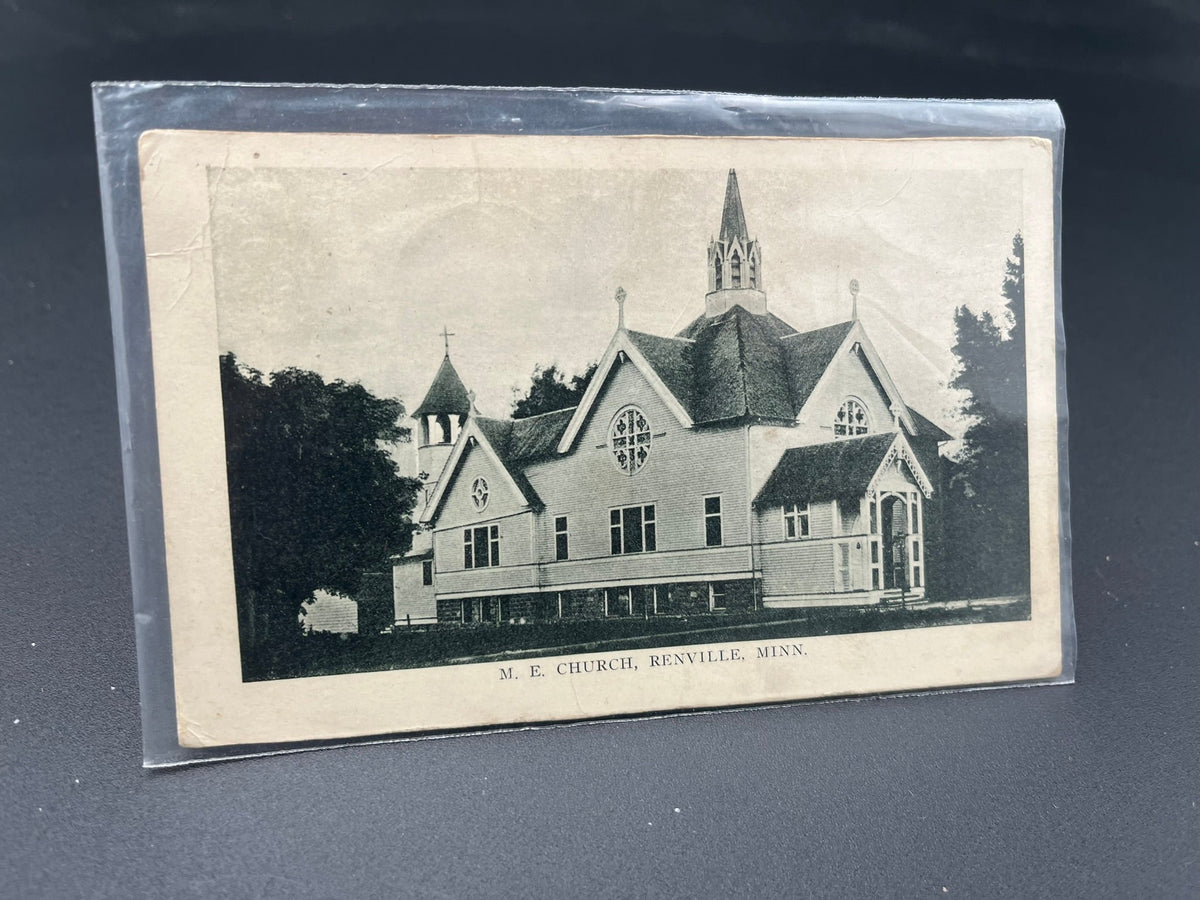 M. E. CHURCH, RENVILLE, MINN.